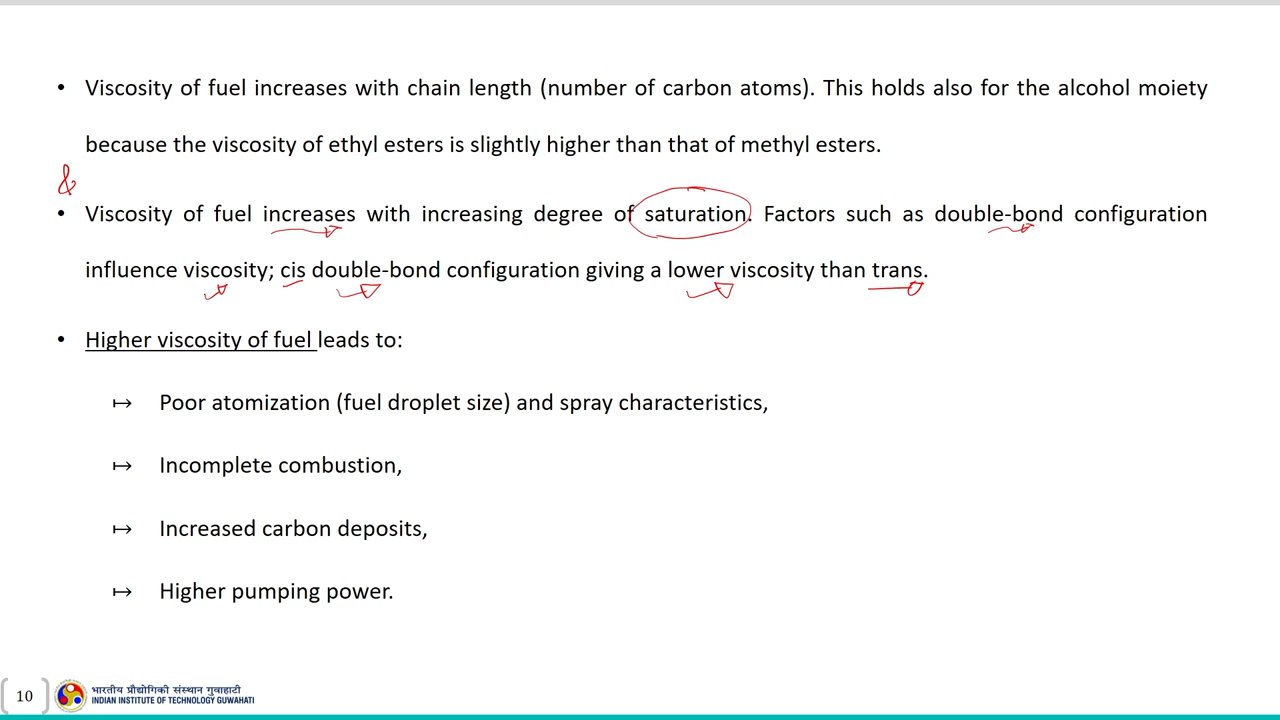 • Viscosity of fuel increases with chain length (number of carbon atoms). This holds also for the alcohol moiety
because the viscosity of ethyl esters is slightly higher than that of methyl esters.
&
• Viscosity of fuel increases with increasing degree of saturation. Factors such as double-bond configuration
influence viscosity; cis double-bond configuration giving a lower viscosity than trans.
• Higher viscosity of fuel leads to:
↦ Poor atomization (fuel droplet size) and spray characteristics,
↦ Incomplete combustion,
↦ Increased carbon deposits,
↦ Higher pumping power.
10
भारतीय प्रौद्योगिकी संस्थान गुवाहाटी
INDIAN INSTITUTE OF TECHNOLOGY GUWAHATI